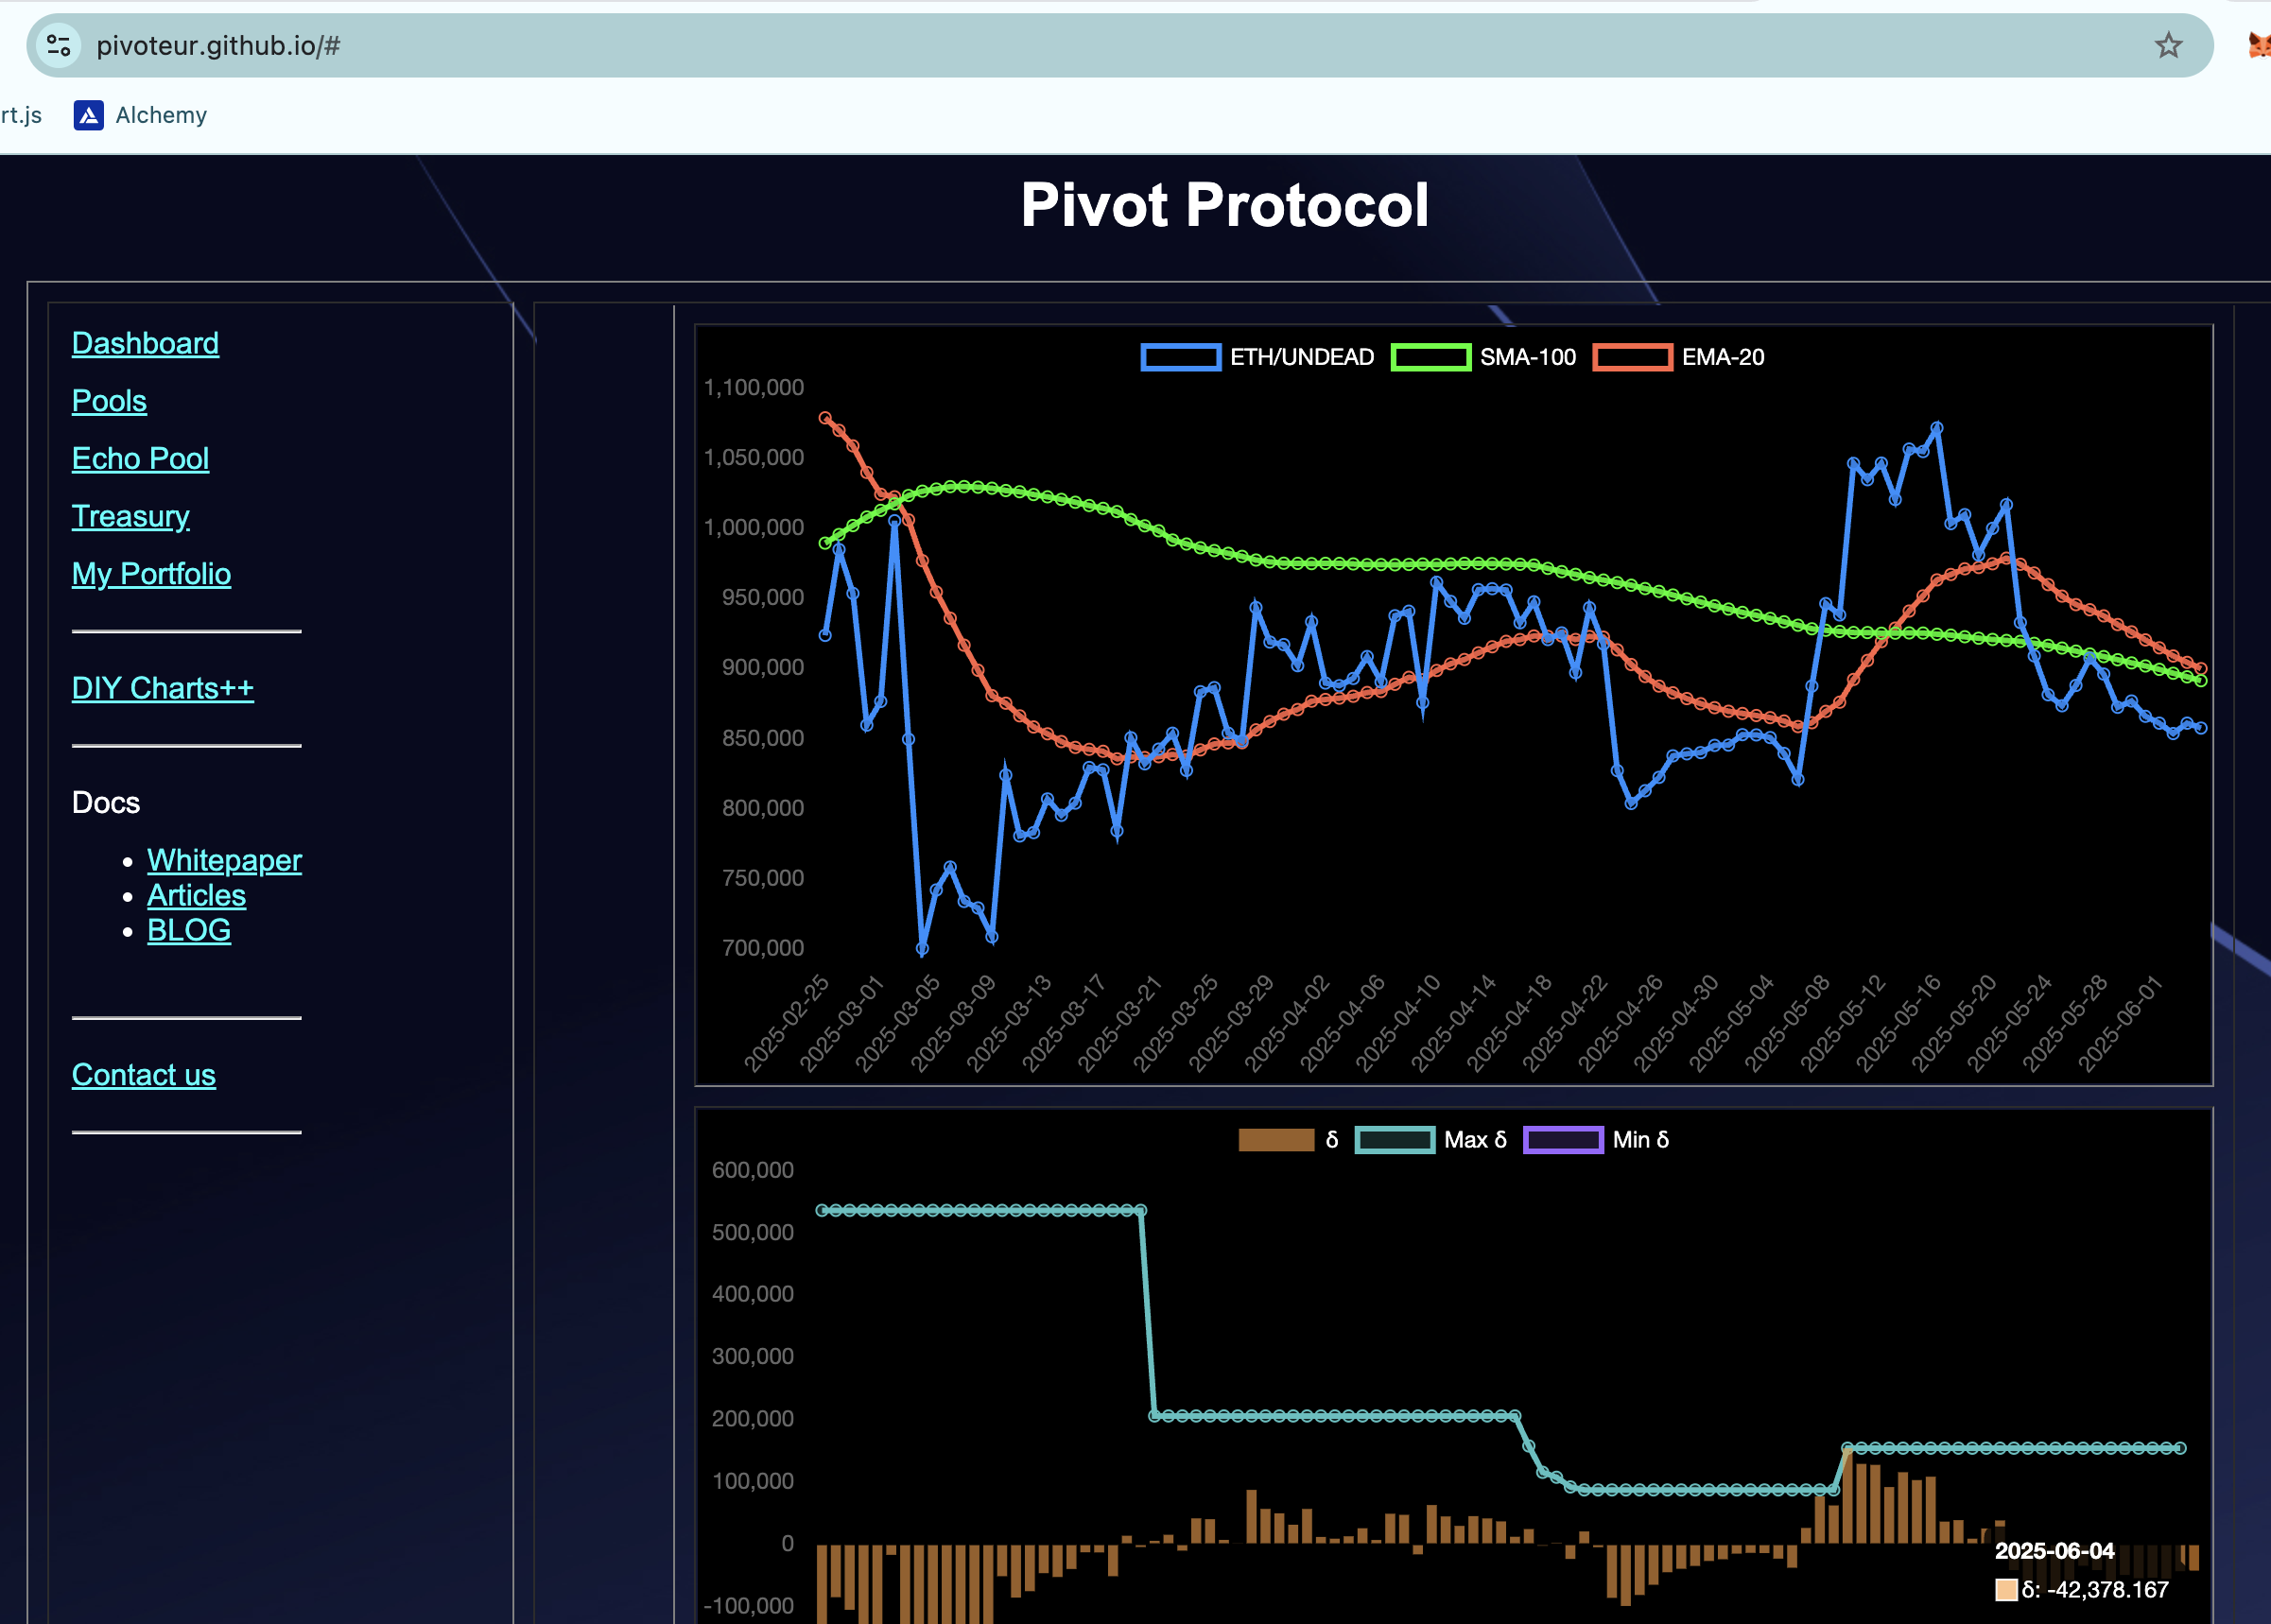 pivoteur.github.io/#
rt.js Alchemy
Pivot Protocol
Dashboard
Pools
Echo Pool
Treasury
My Portfolio
DIY Charts++
Docs
Whitepaper
Articles
BLOG
Contact us
ETH/UNDEAD SMA-100 EMA-20
1,100,000
1,050,000
1,000,000
950,000
900,000
850,000
800,000
750,000
700,000
2025-02-25 2025-03-01 2025-03-05 2025-03-09 2025-03-13 2025-03-17 2025-03-21 2025-03-25 2025-03-29 2025-04-02 2025-04-06 2025-04-10 2025-04-14 2025-04-18 2025-04-22 2025-04-26 2025-04-30 2025-05-04 2025-05-08 2025-05-12 2025-05-16 2025-05-20 2025-05-24 2025-05-28 2025-06-01
δ Max δ Min δ
600,000
500,000
400,000
300,000
200,000
100,000
0
-100,000
2025-06-04
δ: -42,378.167